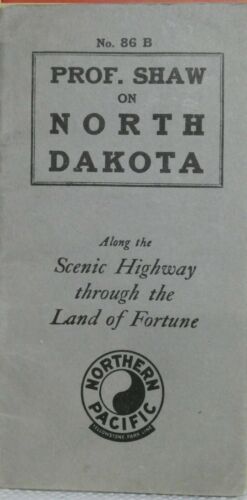 No. 86 B
PROF. SHAW
ON
NORTH
DAKOTA
Along the
Scenic Highway
through the
Land of Fortune
NORTHERN
PACIFIC
YELLOWSTONE PARK LINE